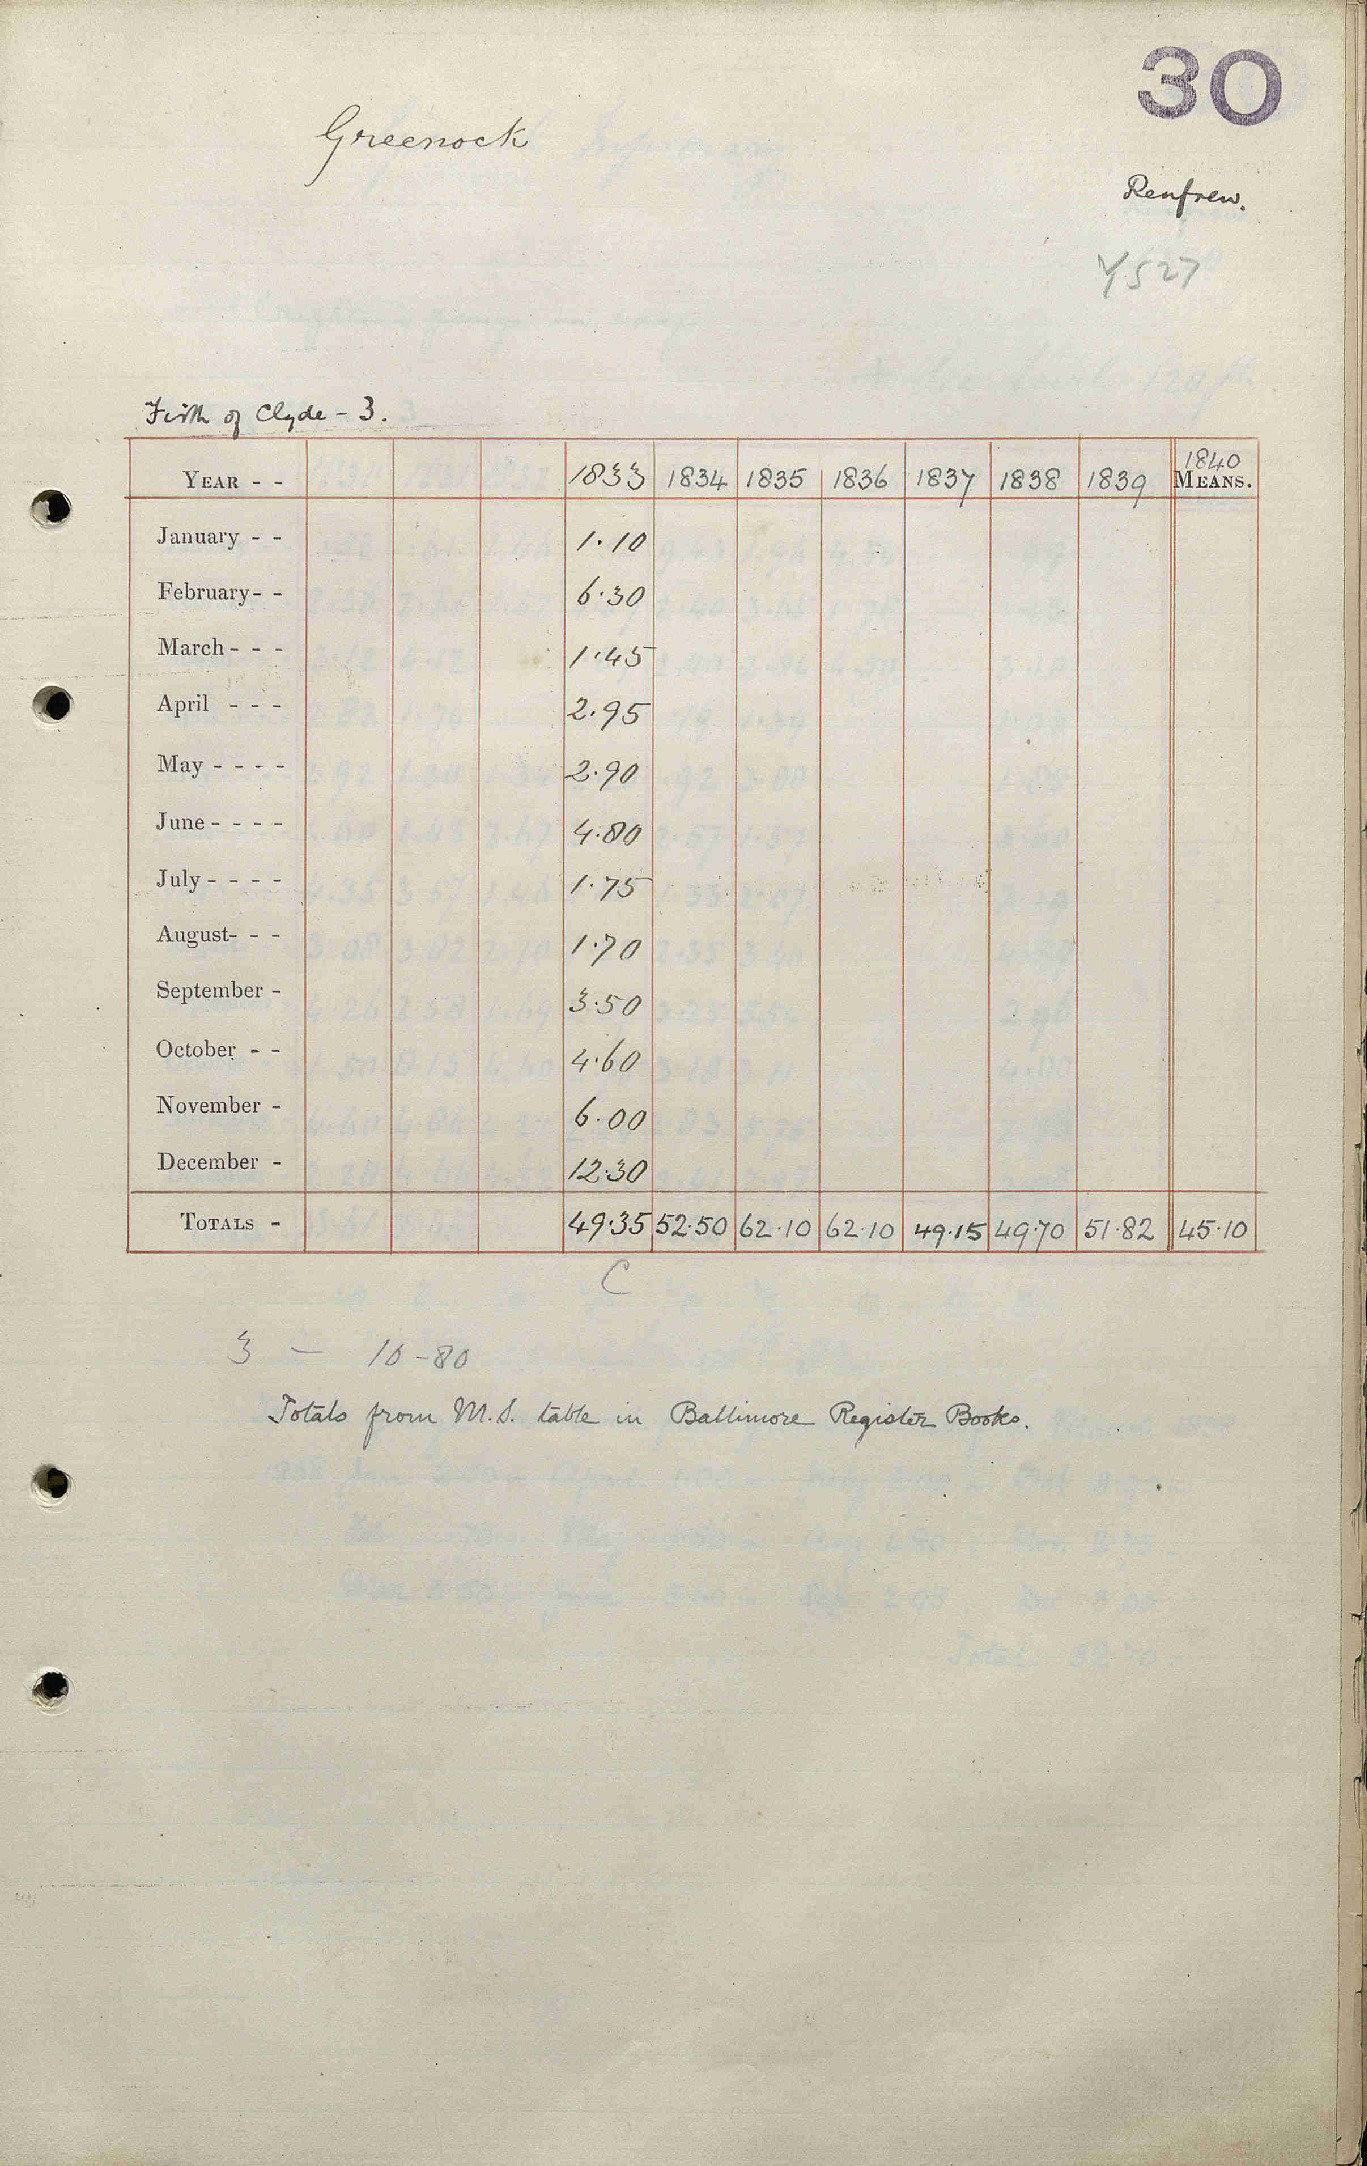 30
Greenock
Renfrew.
Y527
Firth of Clyde - 3.
YEAR - - 1833 1834 1835 1836 1837 1838 1839 1840 MEANS.
January - - 1.10
February - - 6.30
March - - - 1.45
April - - - 2.95
May - - - - 2.90
June - - - - 4.80
July - - - - 1.75
August - - - 1.70
September - 3.50
October - - 4.60
November - 6.00
December - 12.30
TOTALS - 49.35 52.50 62.10 62.10 49.15 49.70 51.82 45.10
C
3 — 10-80
Totals from M.S. table in Baltimore Register Books.